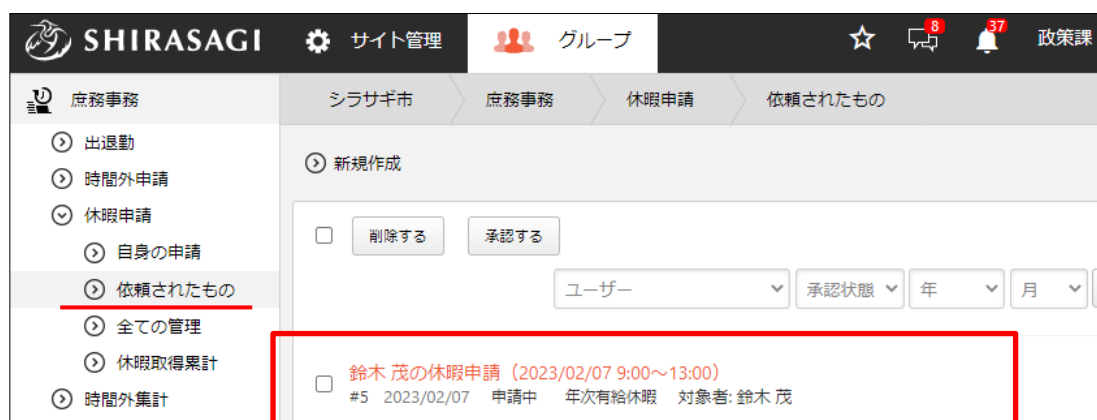 SHIRASAGI サイト管理 グループ 8 37 政策課
庶務事務 シラサギ市 庶務事務 休暇申請 依頼されたもの
出退勤
新規作成
時間外申請
休暇申請
削除する 承認する
自身の申請
依頼されたもの ユーザー 承認状態 年 月
全ての管理
休暇取得累計
鈴木 茂の休暇申請（2023/02/07 9:00～13:00）
時間外集計
#5 2023/02/07 申請中 年次有給休暇 対象者: 鈴木 茂